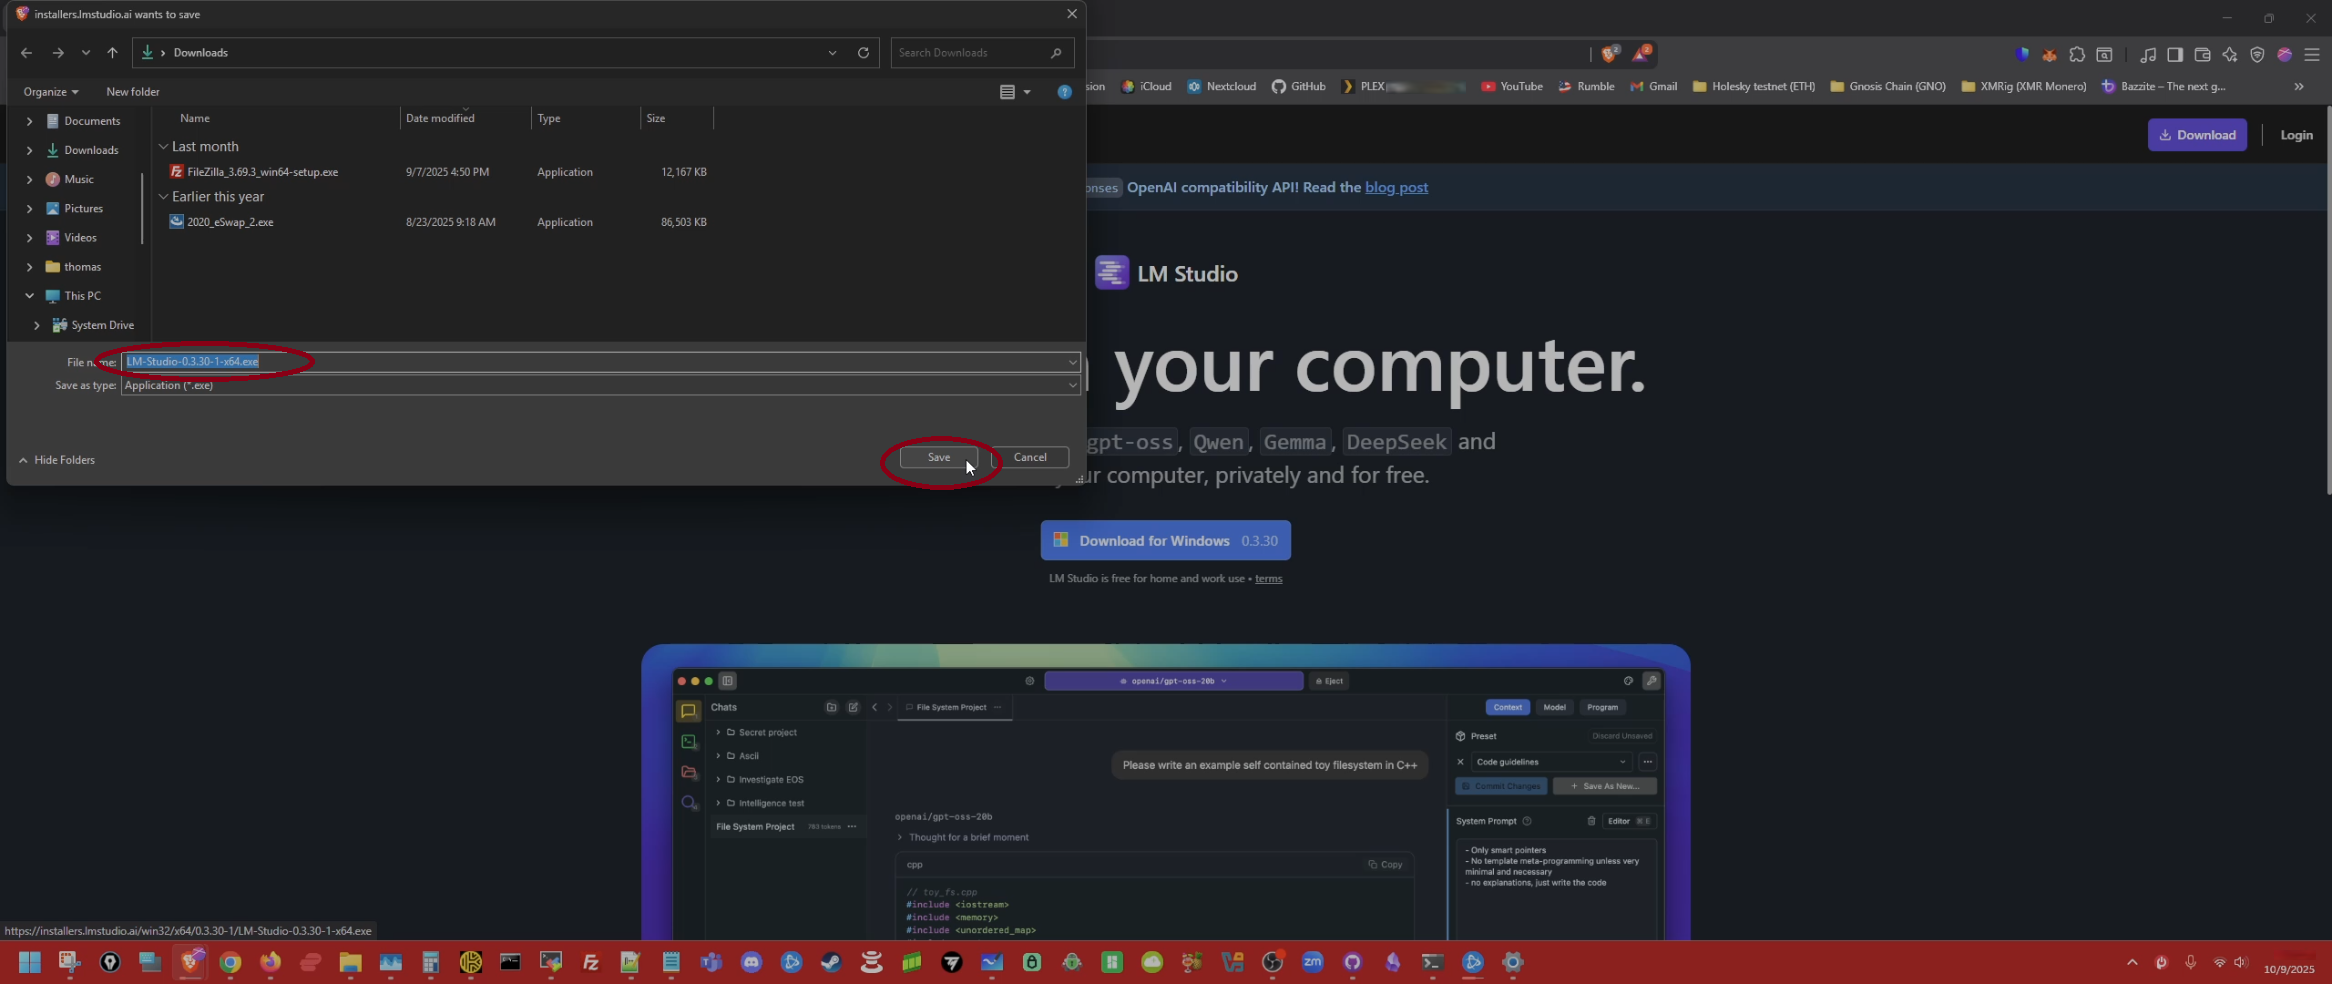 installers.lmstudio.ai wants to save
Downloads
Search Downloads
Organize
New folder
Documents
Downloads
Music
Pictures
Videos
thomas
This PC
System Drive
Name
Date modified
Type
Size
Last month
FileZilla_3.69.3_win64-setup.exe 9/7/2025 4:50 PM Application 12,167 KB
Earlier this year
2020_eSwap_2.exe 8/23/2025 9:18 AM Application 86,503 KB
File name: LM-Studio-0.3.30-1-x64.exe
Save as type: Application (*.exe)
Hide Folders
Save
Cancel
2
2
sion iCloud Nextcloud GitHub PLEX YouTube Rumble Gmail Holesky testnet (ETH) Gnosis Chain (GNO) XMRig (XMR Monero) Bazzite – The next g...
Download
Login
onses OpenAI compatibility API! Read the blog post
LM Studio
your computer.
gpt-oss, Qwen, Gemma, DeepSeek and
ur computer, privately and for free.
Download for Windows 0.3.30
LM Studio is free for home and work use • terms
openai/gpt-oss-20b
Eject
Chats
File System Project
Context
Model
Program
Secret project
Ascii
Investigate EOS
Intelligence test
File System Project 763 tokens
Please write an example self contained toy filesystem in C++
openai/gpt-oss-20b
Thought for a brief moment
cpp
Copy
// toy_fs.cpp
#include <iostream>
#include <memory>
#include <unordered_map>
Preset
Discard Unsaved
Code guidelines
Commit Changes
+ Save As New...
System Prompt
Editor ⌘ E
- Only smart pointers
- No template meta-programming unless very
minimal and necessary
- no explanations, just write the code
https://installers.lmstudio.ai/win32/x64/0.3.30-1/LM-Studio-0.3.30-1-x64.exe
Fz
zm
10/9/2025